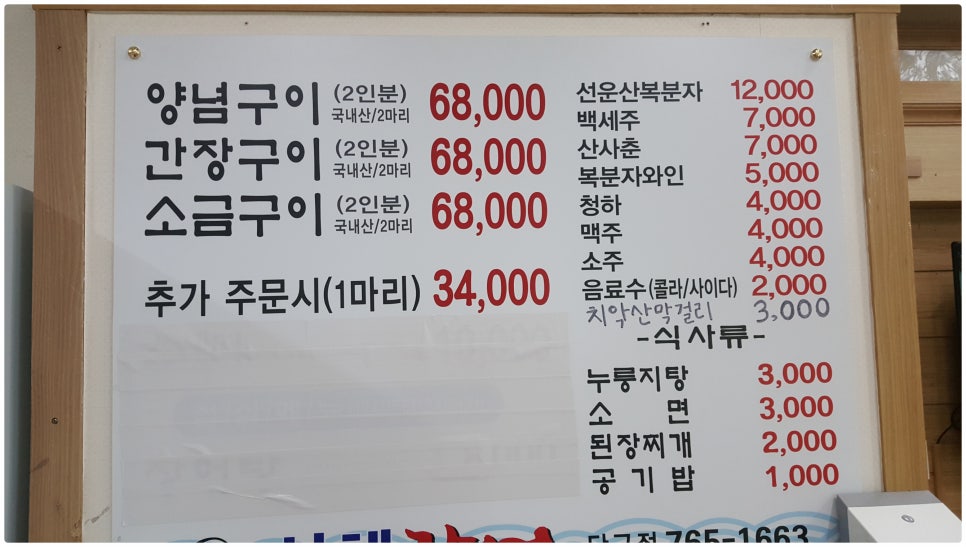 양념구이 (2인분) 국내산/2마리 68,000
간장구이 (2인분) 국내산/2마리 68,000
소금구이 (2인분) 국내산/2마리 68,000
추가 주문시(1마리) 34,000
선운산복분자 12,000
백세주 7,000
산사춘 7,000
복분자와인 5,000
청하 4,000
맥주 4,000
소주 4,000
음료수(콜라/사이다) 2,000
치악산막걸리 3,000
-식사류-
누룽지탕 3,000
소 면 3,000
된장찌개 2,000
공기밥 1,000
765-1663